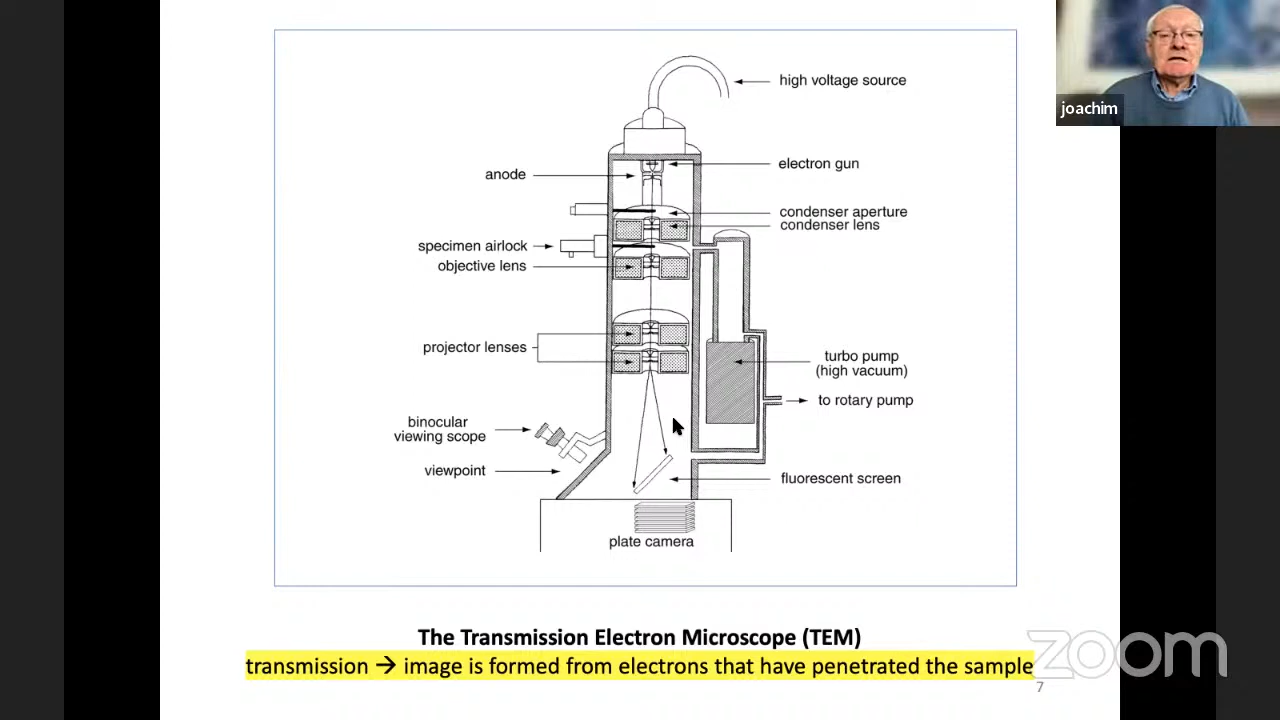 joachim
high voltage source
electron gun
anode
condenser aperture
condenser lens
specimen airlock
objective lens
projector lenses
turbo pump
(high vacuum)
to rotary pump
binocular
viewing scope
viewpoint
fluorescent screen
plate camera
The Transmission Electron Microscope (TEM)
transmission → image is formed from electrons that have penetrated the sample
7
zoom